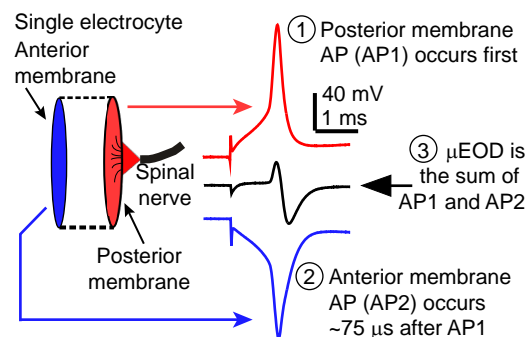 Single electrocyte
Anterior
membrane
Spinal
nerve
Posterior
membrane
1 Posterior membrane
AP (AP1) occurs first
40 mV
1 ms
3 μEOD is
the sum of
AP1 and AP2
2 Anterior membrane
AP (AP2) occurs
~75 μs after AP1